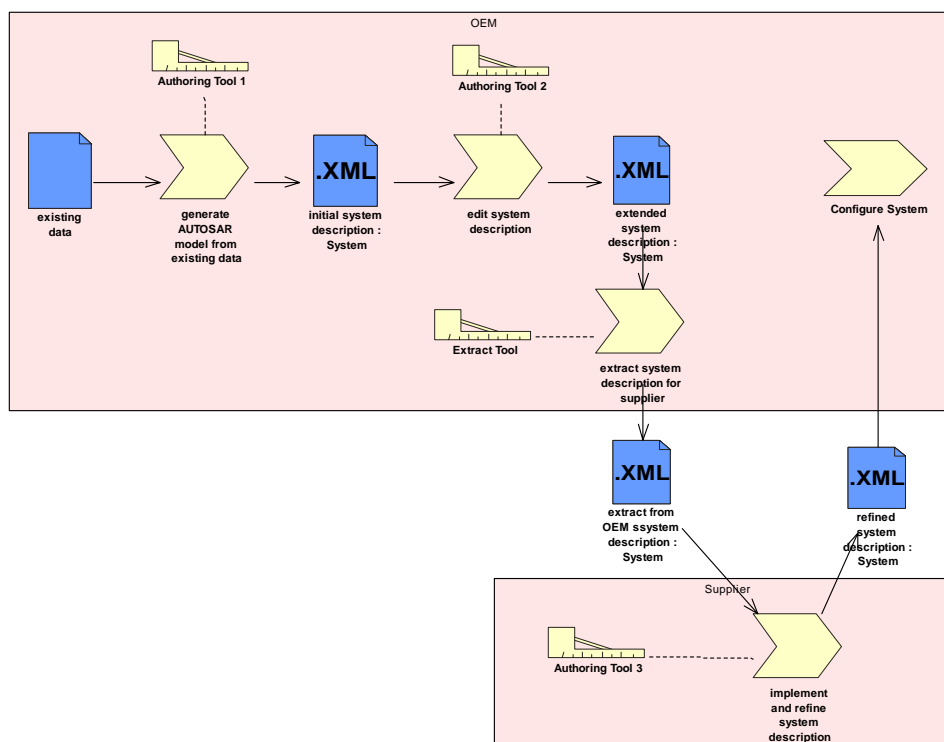 OEM
Authoring Tool 1
Authoring Tool 2
.XML
.XML
existing
data
generate
AUTOSAR
model from
existing data
initial system
description :
System
edit system
description
extended
system
description :
System
Configure System
Extract Tool
extract system
description for
supplier
.XML
.XML
extract from
OEM ssystem
description :
System
refined
system
description :
System
Supplier
Authoring Tool 3
implement
and refine
system
description